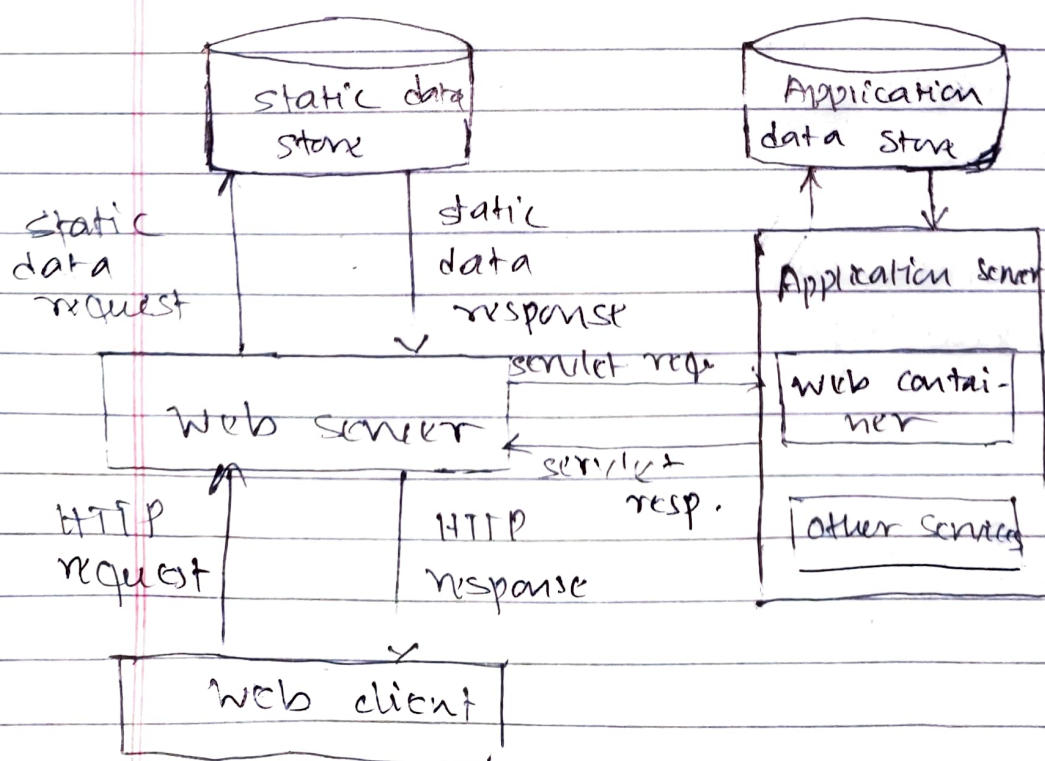 static data
store
Application
data store
static
data
request
static
data
response
Application server
servlet req.
web contai-
ner
Web server
servlet
resp.
other services
HTTP
request
HTTP
response
Web client